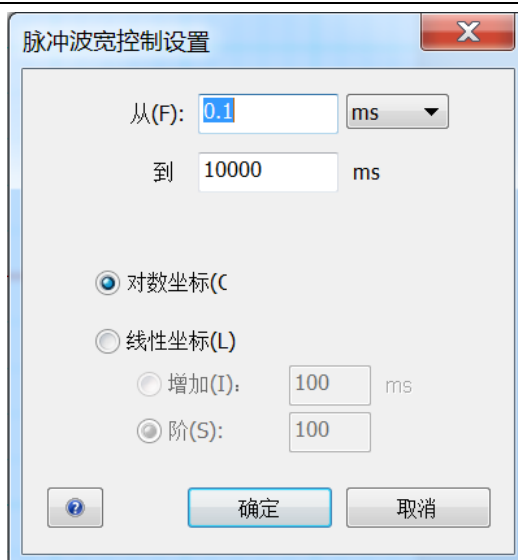 脉冲波宽控制设置
从(F): 0.1 ms
到 10000 ms
对数坐标(C
线性坐标(L)
增加(I): 100 ms
阶(S): 100
确定 取消